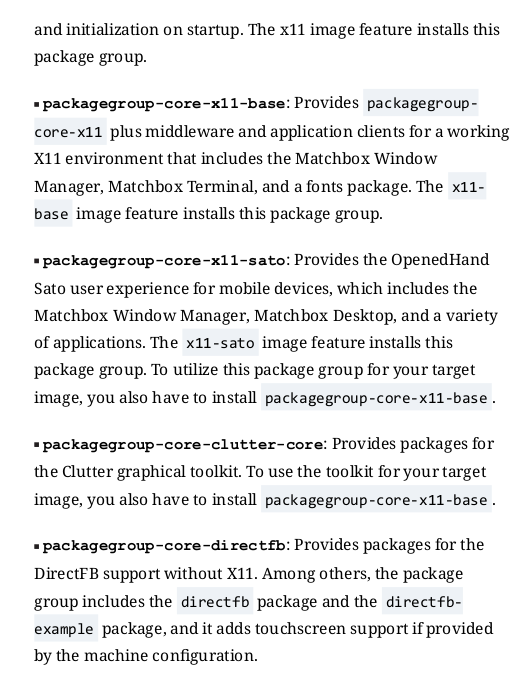 and initialization on startup. The x11 image feature installs this
package group.
▪ packagegroup-core-x11-base: Provides packagegroup-
core-x11 plus middleware and application clients for a working
X11 environment that includes the Matchbox Window
Manager, Matchbox Terminal, and a fonts package. The x11-
base image feature installs this package group.
▪ packagegroup-core-x11-sato: Provides the OpenedHand
Sato user experience for mobile devices, which includes the
Matchbox Window Manager, Matchbox Desktop, and a variety
of applications. The x11-sato image feature installs this
package group. To utilize this package group for your target
image, you also have to install packagegroup-core-x11-base.
▪ packagegroup-core-clutter-core: Provides packages for
the Clutter graphical toolkit. To use the toolkit for your target
image, you also have to install packagegroup-core-x11-base.
▪ packagegroup-core-directfb: Provides packages for the
DirectFB support without X11. Among others, the package
group includes the directfb package and the directfb-
example package, and it adds touchscreen support if provided
by the machine configuration.